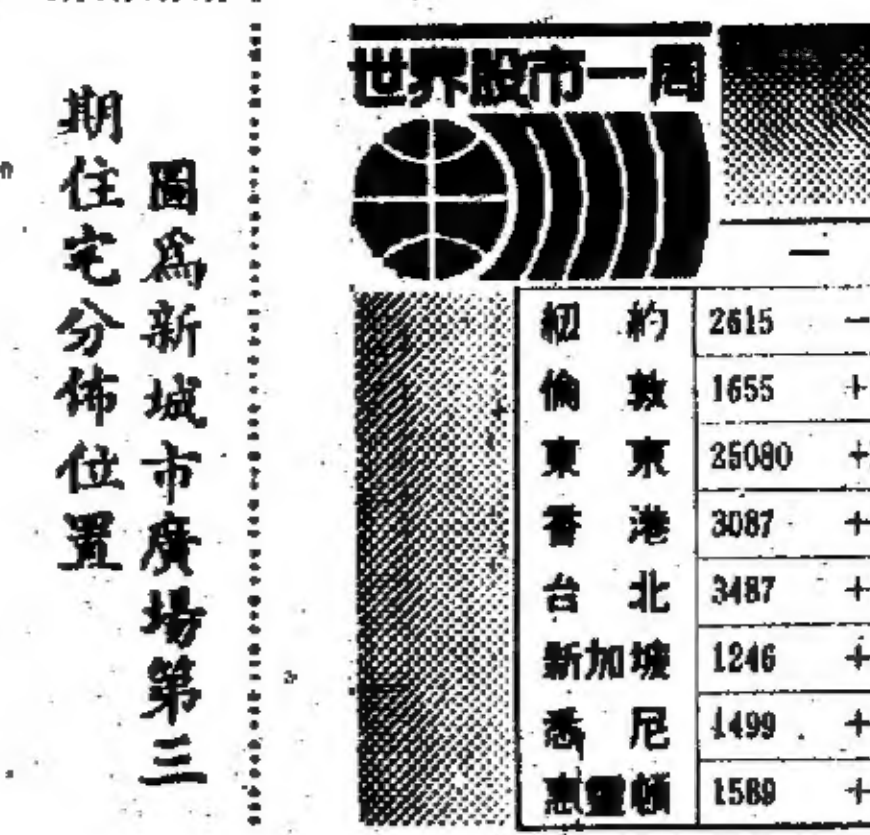 圖為新城市廣場第三
期住宅分佈位置
世界股市一周
紐約 2615 −
倫敦 1655 +
東京 25080 +
香港 3087 +
台北 3487 +
新加坡 1246 +
悉尼 1499 +
惠靈頓 1589 +